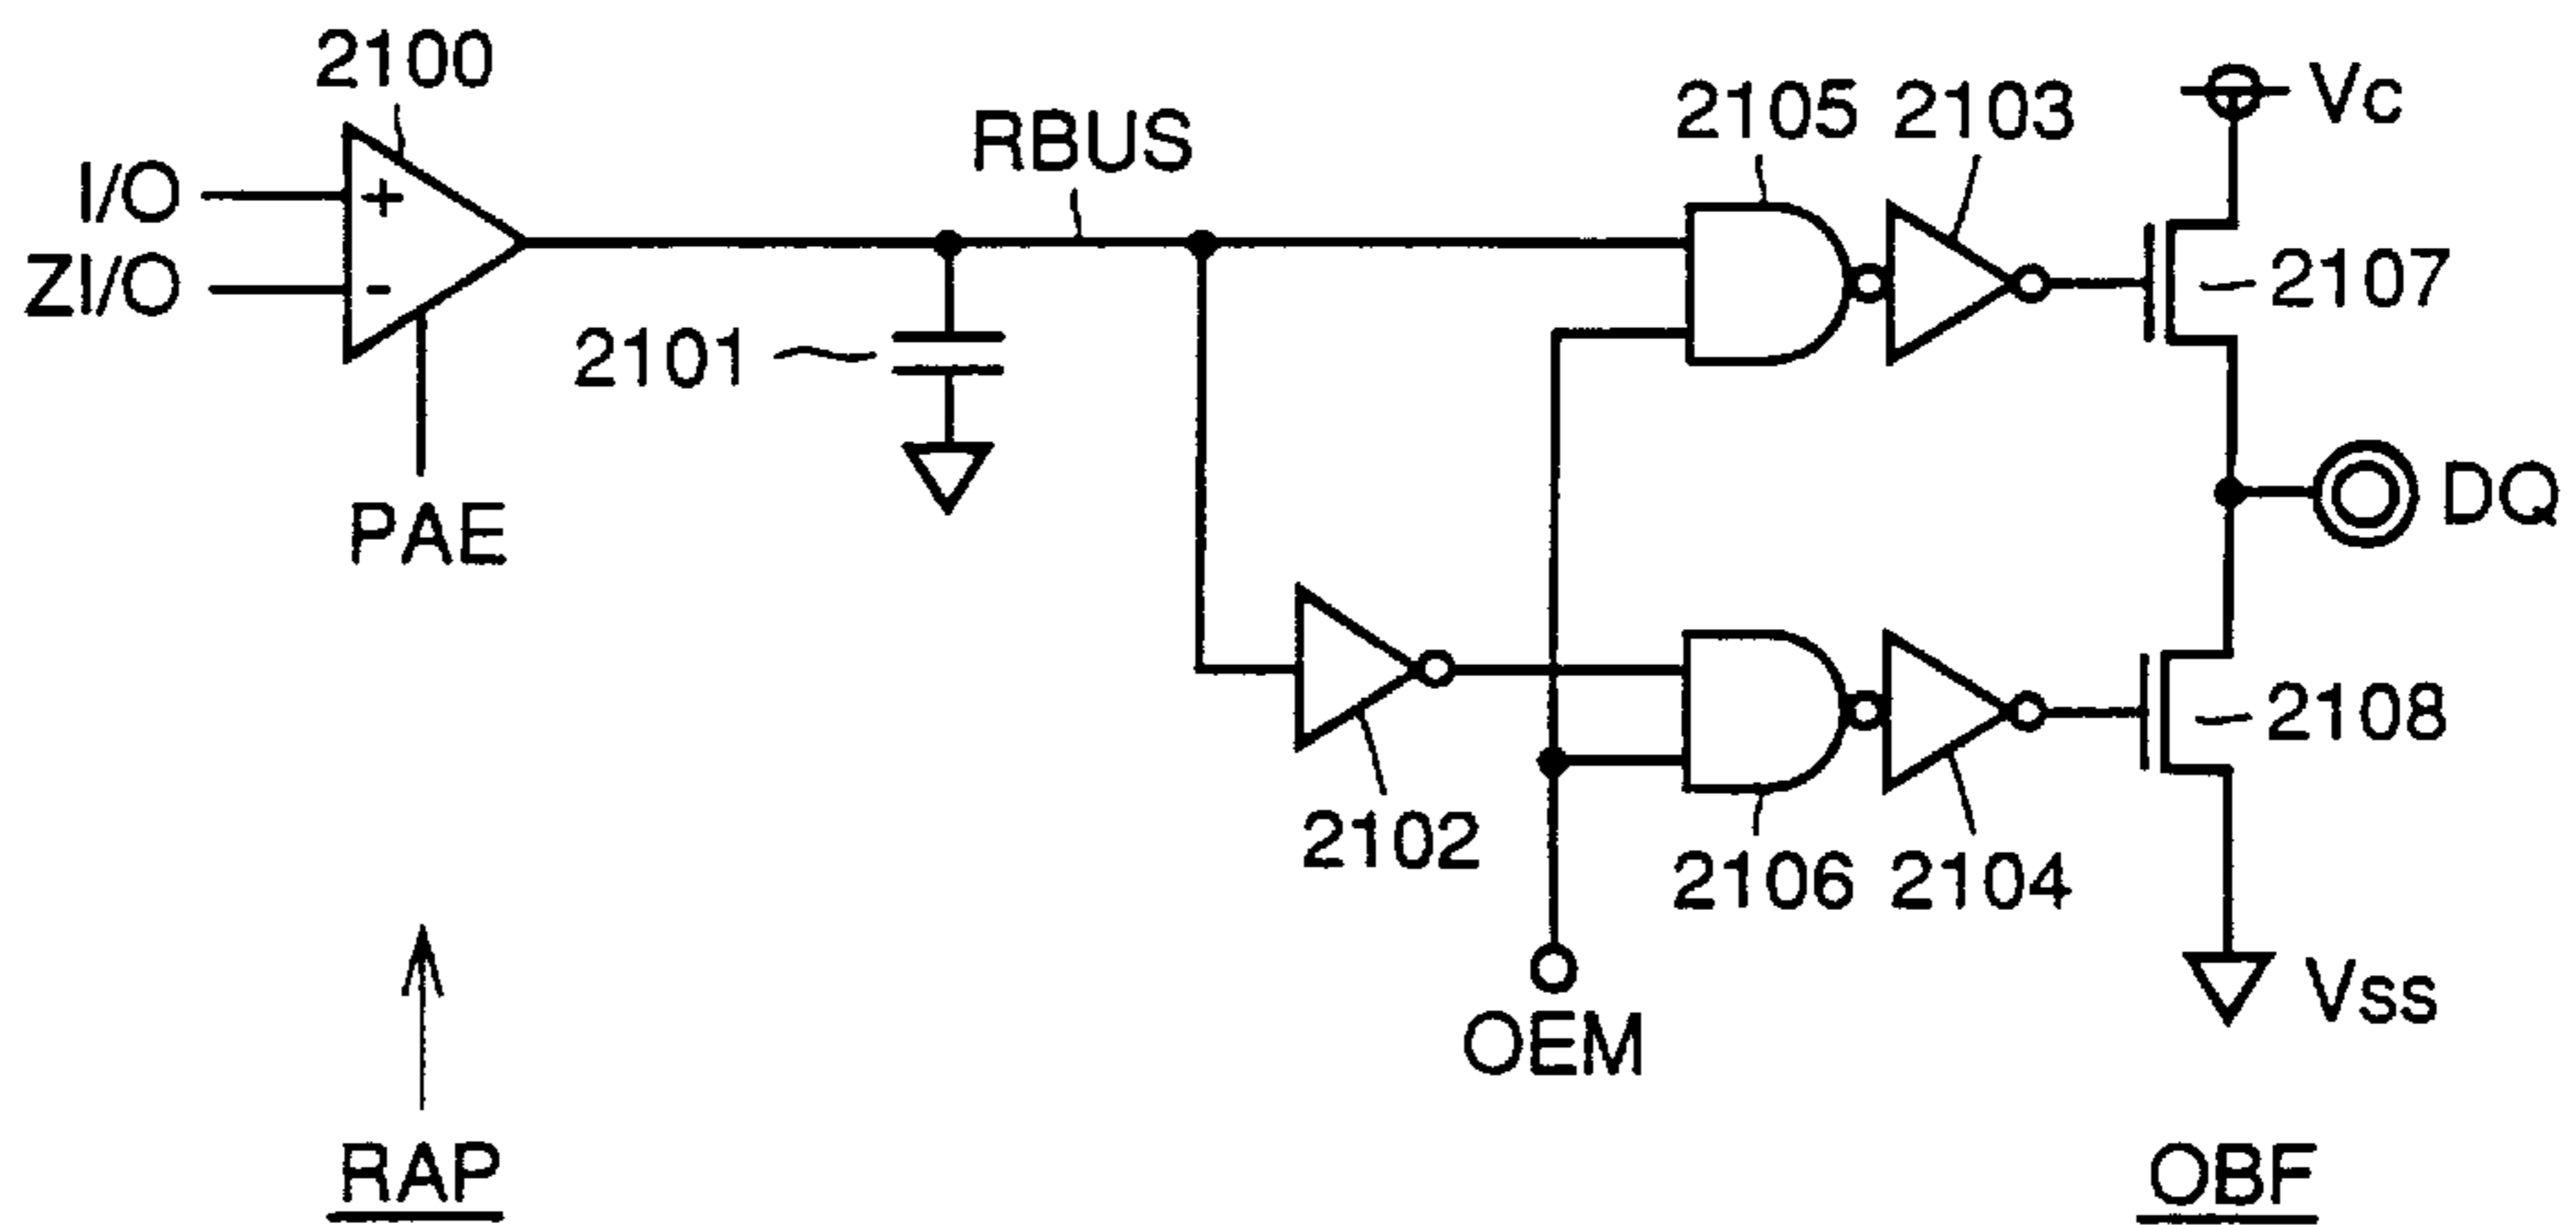 2100
I/O
ZI/O
+
-
PAE
RBUS
2101
2105
2103
Vc
2107
DQ
2102
2106
2104
2108
OEM
Vss
RAP
OBF